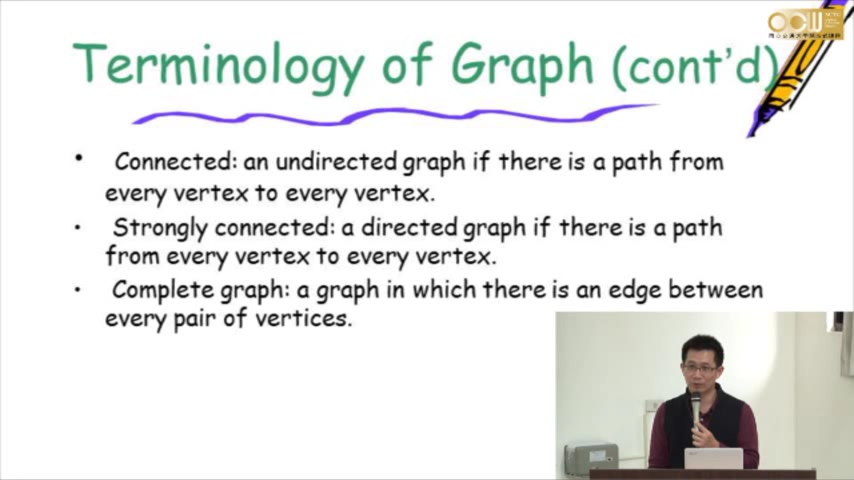 OCW
Terminology of Graph (cont'd)
• Connected: an undirected graph if there is a path from
every vertex to every vertex.
• Strongly connected: a directed graph if there is a path
from every vertex to every vertex.
• Complete graph: a graph in which there is an edge between
every pair of vertices.